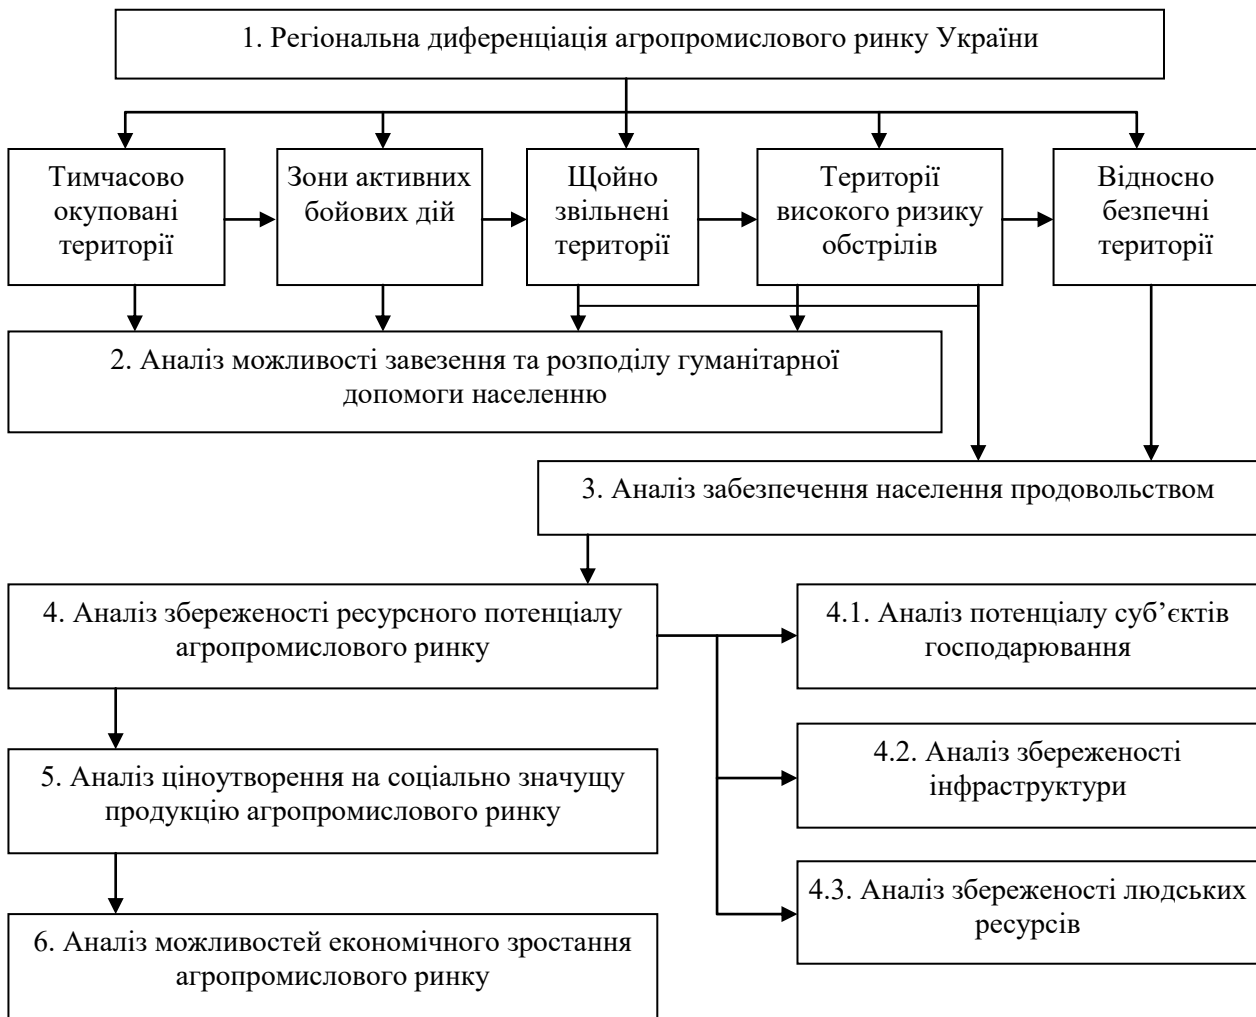 1. Регіональна диференціація агропромислового ринку України
Тимчасово
окуповані
території
Зони активних
бойових дій
Щойно
звільнені
території
Території
високого ризику
обстрілів
Відносно
безпечні
території
2. Аналіз можливості завезення та розподілу гуманітарної
допомоги населенню
3. Аналіз забезпечення населення продовольством
4. Аналіз збереженості ресурсного потенціалу
агропромислового ринку
4.1. Аналіз потенціалу суб’єктів
господарювання
4.2. Аналіз збереженості
інфраструктури
5. Аналіз ціноутворення на соціально значущу
продукцію агропромислового ринку
4.3. Аналіз збереженості людських
ресурсів
6. Аналіз можливостей економічного зростання
агропромислового ринку